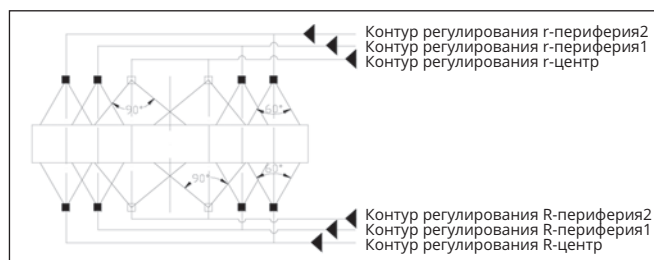 Контур регулирования r-периферия2
Контур регулирования r-периферия1
Контур регулирования r-центр
90°
60°
60°
90°
Контур регулирования R-периферия2
Контур регулирования R-периферия1
Контур регулирования R-центр